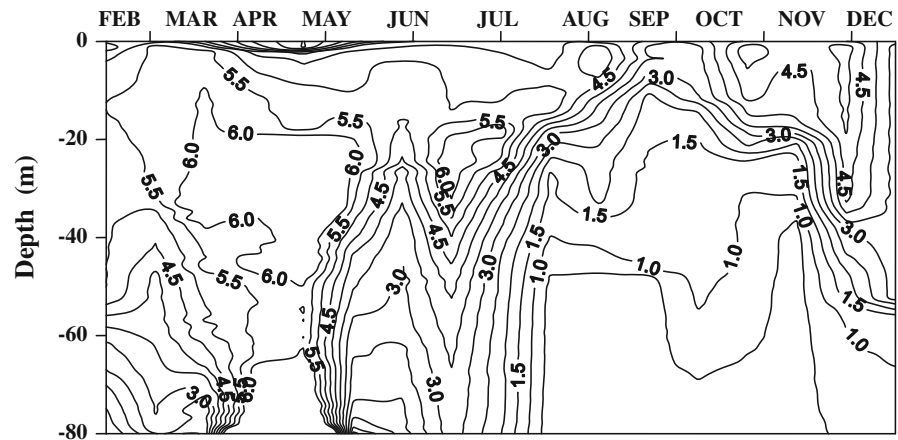 FEB MAR APR MAY JUN JUL AUG SEP OCT NOV DEC
0
-20
-40
-60
-80
Depth (m)
5.5 5.5 5.5 4.5 3.0 4.5 4.5
6.0 6.0 6.0 3.0 1.5 3.0
5.5 4.5 6.0 5.5 4.5 1.5 4.5
6.0 5.5 4.5 1.5 1.5 1.0 3.0
4.5 5.5 6.0 3.0 3.0 1.0 1.0 1.0
4.5 1.5 1.0
5.5
3.0 4.5 5.5 6.0 3.0 1.5